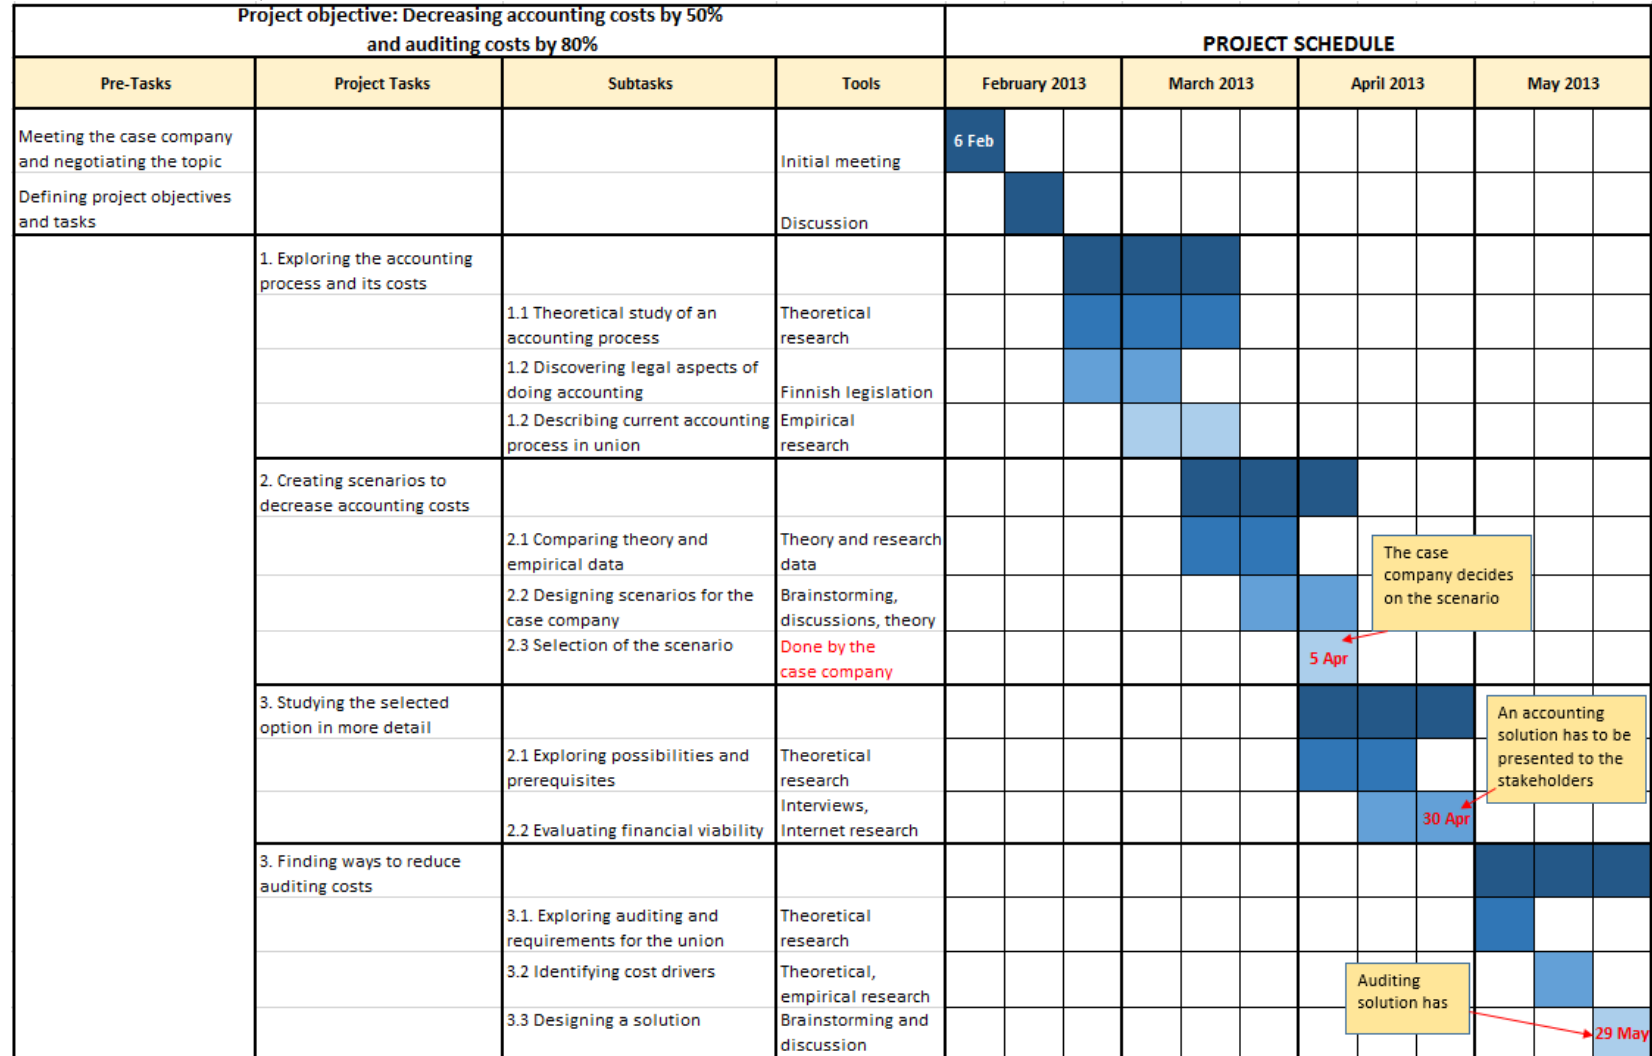 Project objective: Decreasing accounting costs by 50%
and auditing costs by 80%
PROJECT SCHEDULE
Pre-Tasks
Project Tasks
Subtasks
Tools
February 2013
March 2013
April 2013
May 2013
Meeting the case company
and negotiating the topic
Initial meeting
6 Feb
Defining project objectives
and tasks
Discussion
1. Exploring the accounting
process and its costs
1.1 Theoretical study of an
accounting process
Theoretical
research
1.2 Discovering legal aspects of
doing accounting
Finnish legislation
1.2 Describing current accounting
process in union
Empirical
research
2. Creating scenarios to
decrease accounting costs
2.1 Comparing theory and
empirical data
Theory and research
data
The case
company decides
on the scenario
2.2 Designing scenarios for the
case company
Brainstorming,
discussions, theory
2.3 Selection of the scenario
Done by the
case company
5 Apr
3. Studying the selected
option in more detail
An accounting
solution has to be
presented to the
stakeholders
2.1 Exploring possibilities and
prerequisites
Theoretical
research
2.2 Evaluating financial viability
Interviews,
Internet research
30 Apr
3. Finding ways to reduce
auditing costs
3.1. Exploring auditing and
requirements for the union
Theoretical
research
3.2 Identifying cost drivers
Theoretical,
empirical research
Auditing
solution has
3.3 Designing a solution
Brainstorming and
discussion
29 May